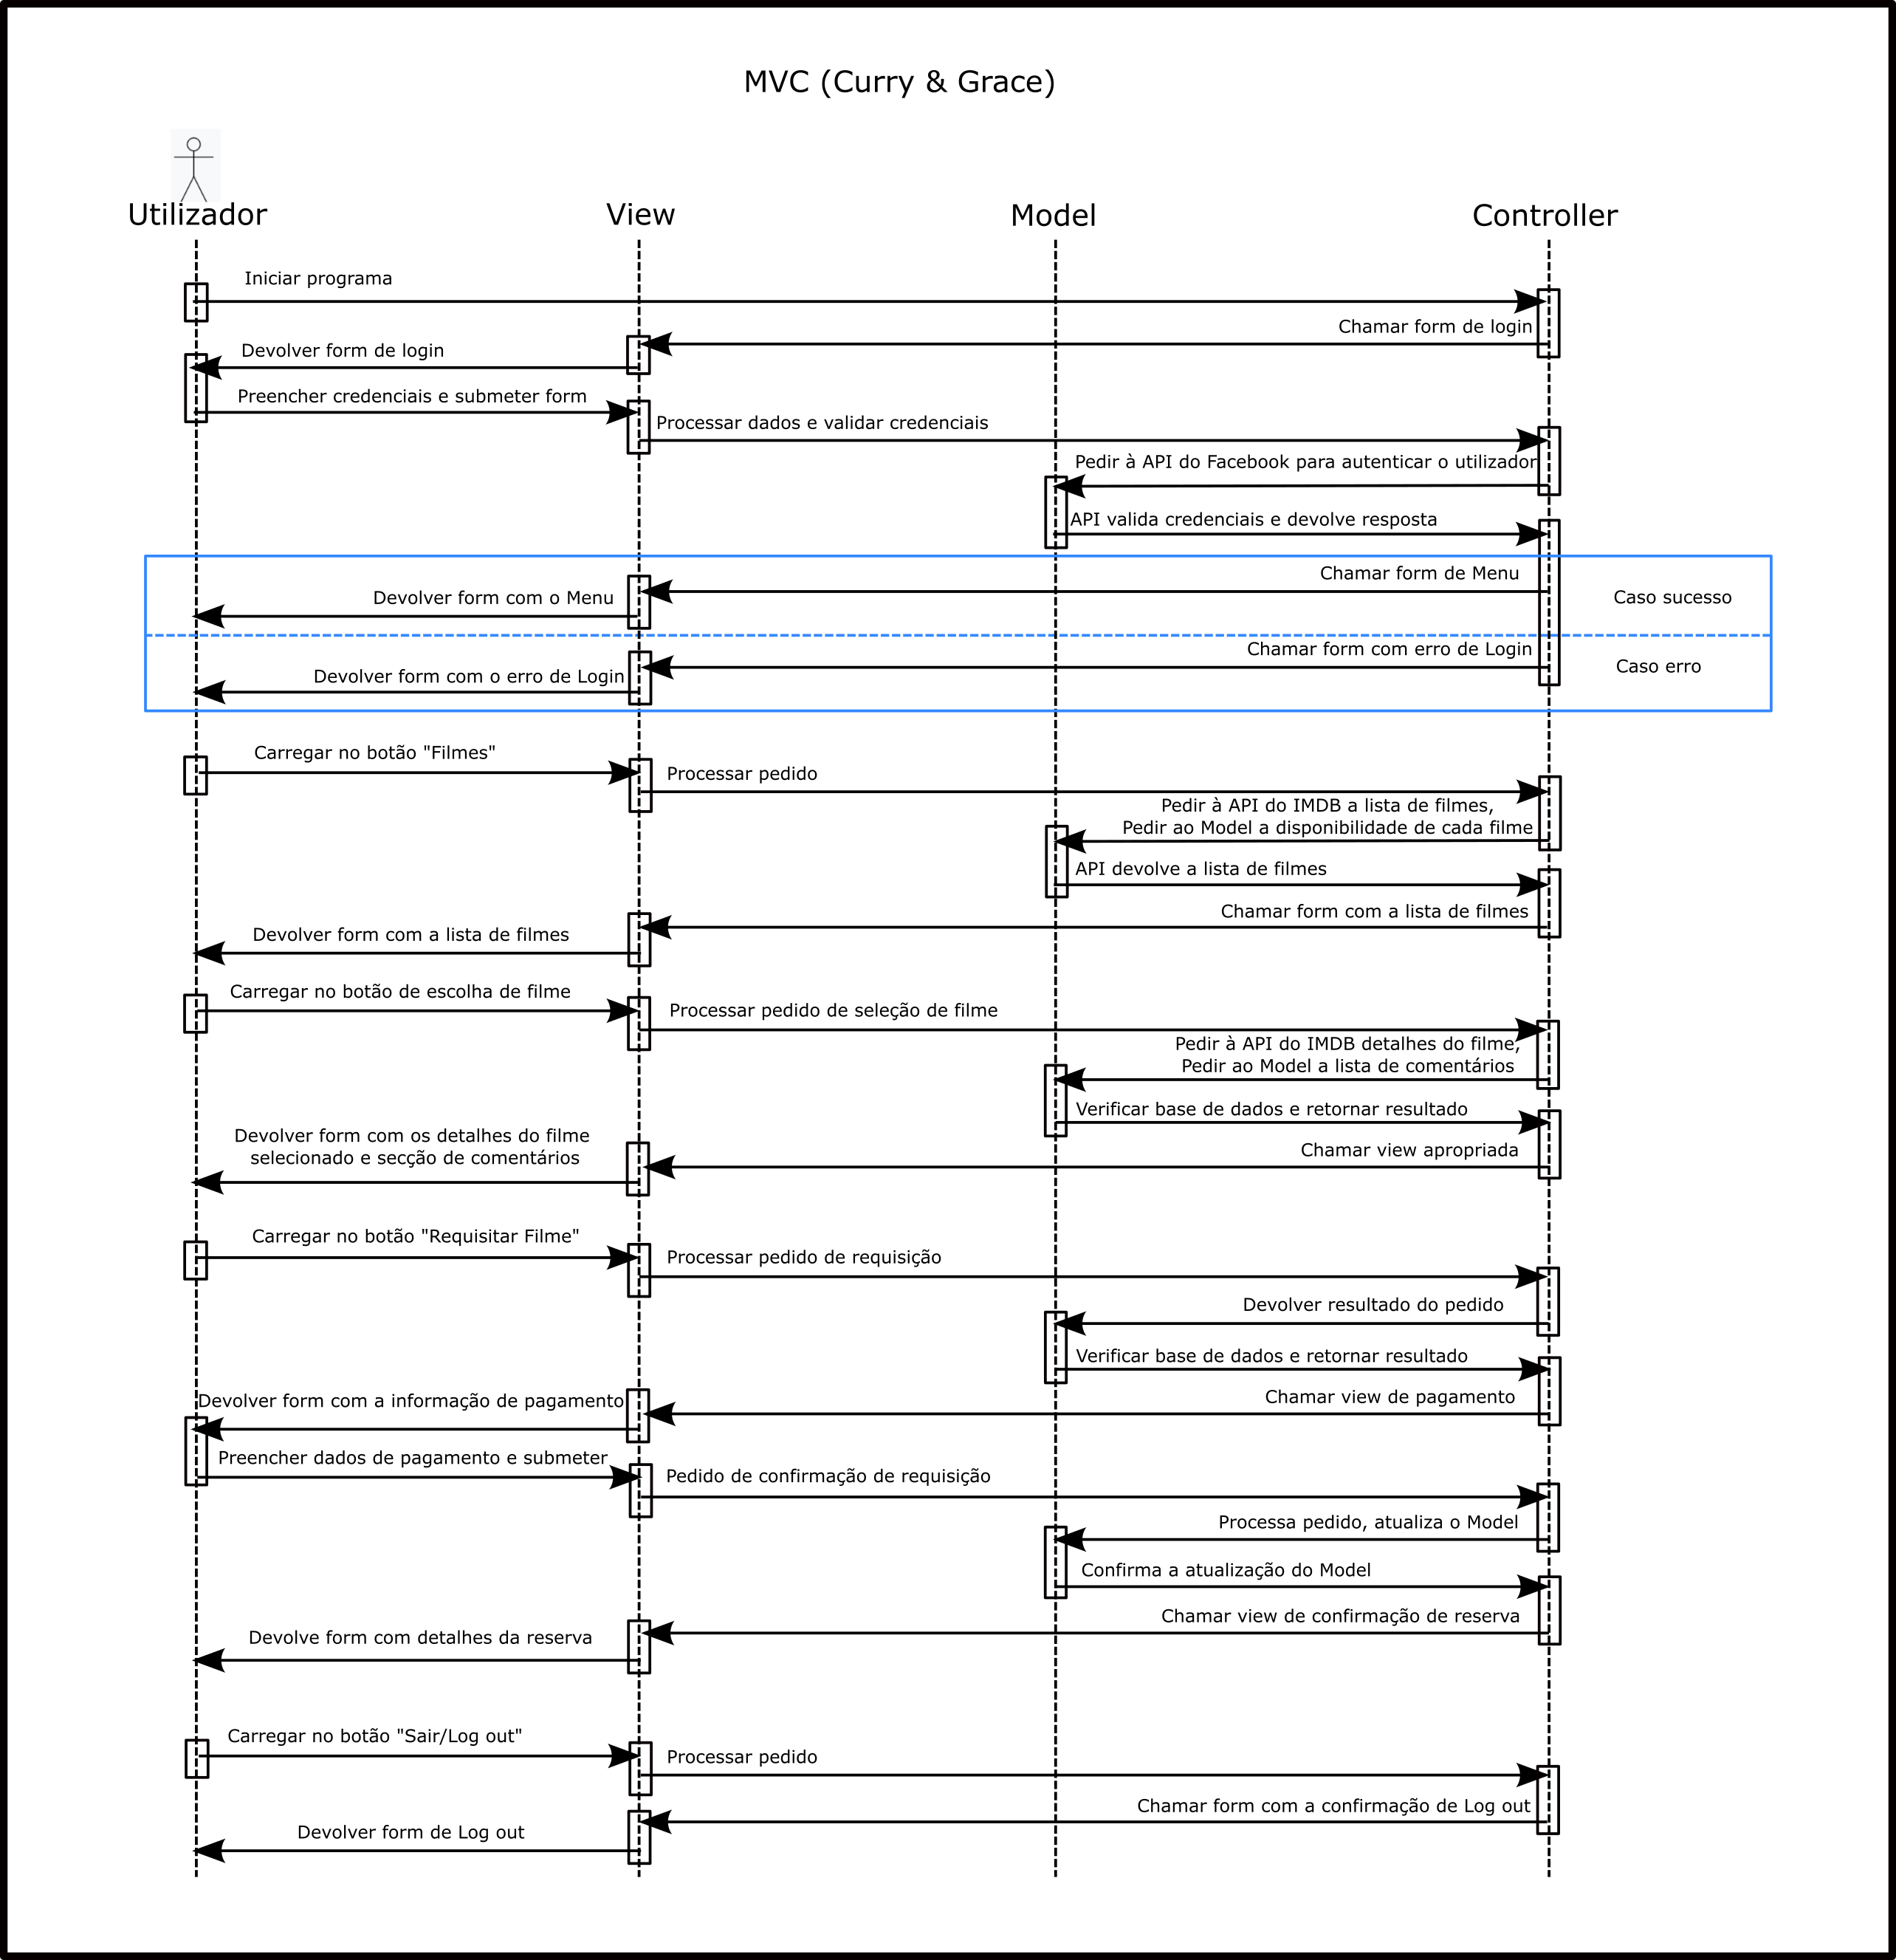 MVC (Curry & Grace)
Utilizador
View
Model
Controller
Iniciar programa
Chamar form de login
Devolver form de login
Preencher credenciais e submeter form
Processar dados e validar credenciais
Pedir à API do Facebook para autenticar o utilizador
API valida credenciais e devolve resposta
Chamar form de Menu
Caso sucesso
Devolver form com o Menu
Chamar form com erro de Login
Caso erro
Devolver form com o erro de Login
Carregar no botão "Filmes"
Processar pedido
Pedir à API do IMDB a lista de filmes,
Pedir ao Model a disponibilidade de cada filme
API devolve a lista de filmes
Chamar form com a lista de filmes
Devolver form com a lista de filmes
Carregar no botão de escolha de filme
Processar pedido de seleção de filme
Pedir à API do IMDB detalhes do filme,
Pedir ao Model a lista de comentários
Verificar base de dados e retornar resultado
Chamar view apropriada
Devolver form com os detalhes do filme
selecionado e secção de comentários
Carregar no botão "Requisitar Filme"
Processar pedido de requisição
Devolver resultado do pedido
Verificar base de dados e retornar resultado
Chamar view de pagamento
Devolver form com a informação de pagamento
Preencher dados de pagamento e submeter
Pedido de confirmação de requisição
Processa pedido, atualiza o Model
Confirma a atualização do Model
Chamar view de confirmação de reserva
Devolve form com detalhes da reserva
Carregar no botão "Sair/Log out"
Processar pedido
Chamar form com a confirmação de Log out
Devolver form de Log out